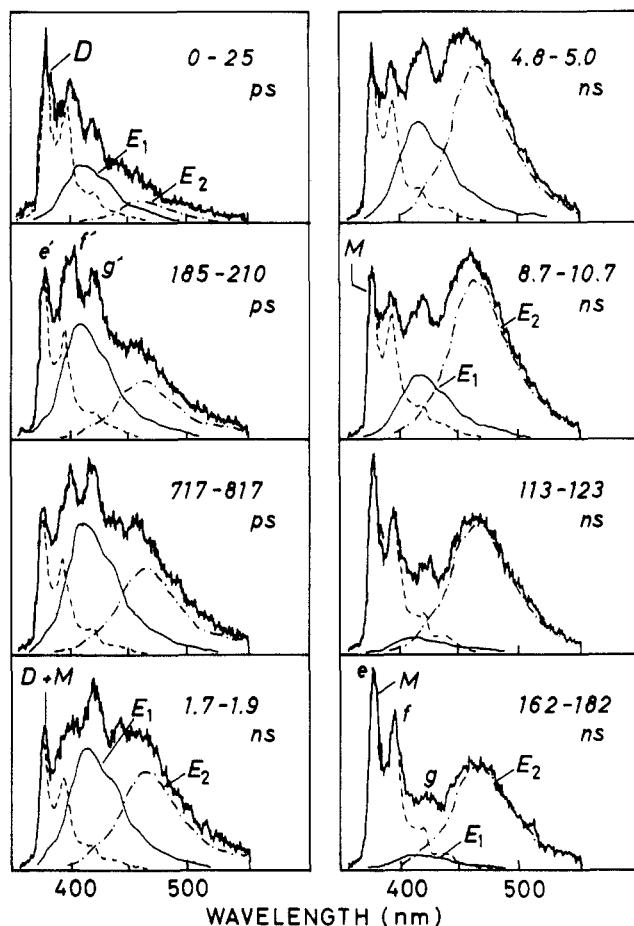 D
0-25
ps
E₁
E₂
e′
f′
g′
185-210
ps
717-817
ps
D+M
1.7-1.9
ns
E₁
E₂
400
500
4.8-5.0
ns
M
8.7-10.7
ns
E₂
E₁
113-123
ns
e
M
f
162-182
ns
g
E₂
E₁
400
500
WAVELENGTH (nm)